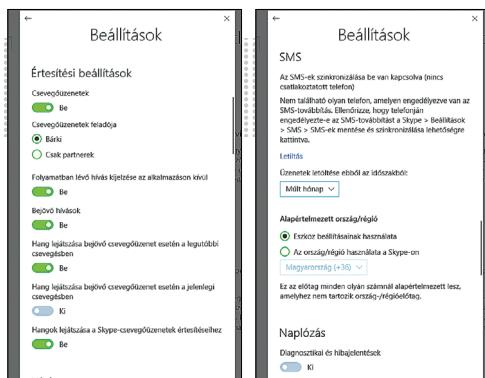 Beállítások
Értesítési beállítások
Csevegőüzenetek
Be
Csevegőüzenetek feladója
Bárki
Csak partnerek
Folyamatban lévő hívás kijelzése az alkalmazáson kívül
Be
Bejövő hívások
Be
Hang lejátszása bejövő csevegőüzenet esetén a legutóbbi
csevegésben
Be
Hang lejátszása bejövő csevegőüzenet esetén a jelenlegi
csevegésben
Ki
Hangok lejátszása a Skype-csevegőüzenetek értesítéseihez
Be
Beállítások
SMS
Az SMS-ek szinkronizálása be van kapcsolva (nincs
csatlakoztatott telefon)
Nem található olyan telefon, amelyen engedélyezve van az
SMS-továbbítás. Ellenőrizze, hogy telefonján
engedélyezte-e az SMS-továbbítást a Skype > Beállítások
> SMS > SMS-ek mentése és szinkronizálása lehetőségre
kattintva.
Letiltás
Üzenetek letöltése ebből az időszakból:
Múlt hónap
Alapértelmezett ország/régió
Eszköz beállításainak használata
Az ország/régió használata a Skype-on
Magyarország (+36)
Ez az előtag minden olyan számnál alapértelmezett lesz,
amelyhez nem tartozik ország-/régióelőtag.
Naplózás
Diagnosztikai és hibajelentések
Ki